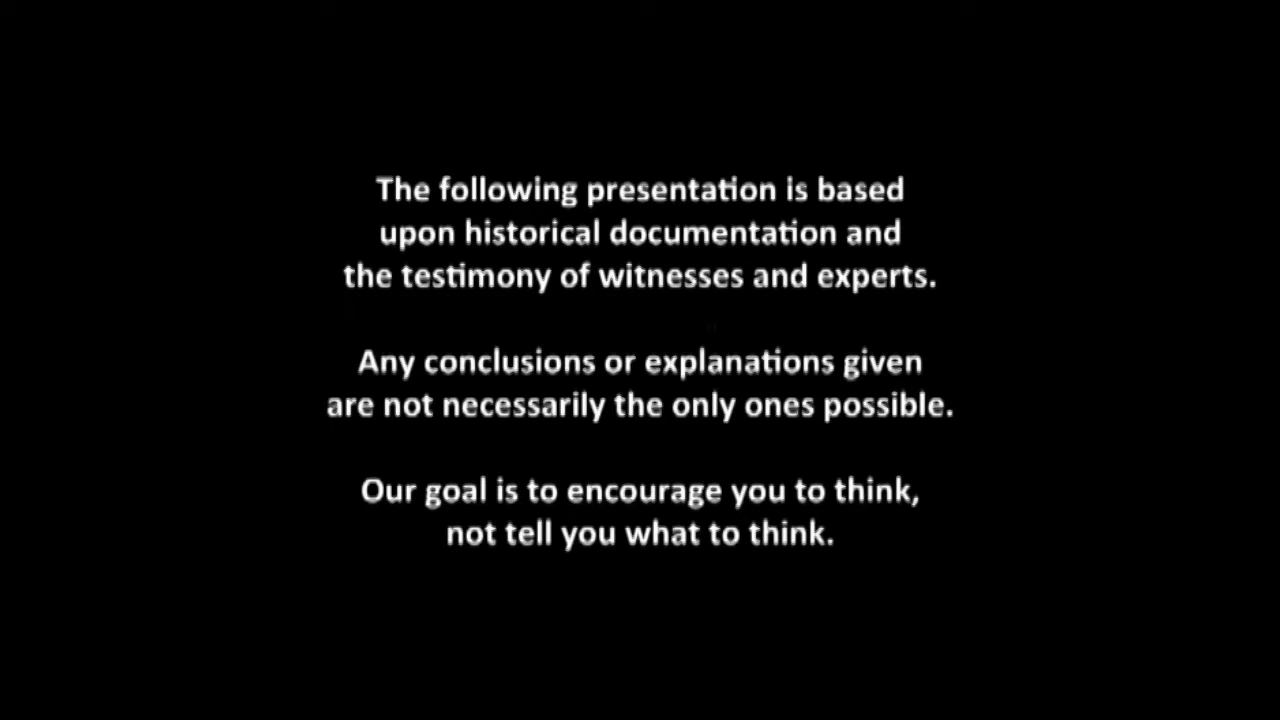 The following presentation is based
upon historical documentation and
the testimony of witnesses and experts.
Any conclusions or explanations given
are not necessarily the only ones possible.
Our goal is to encourage you to think,
not tell you what to think.